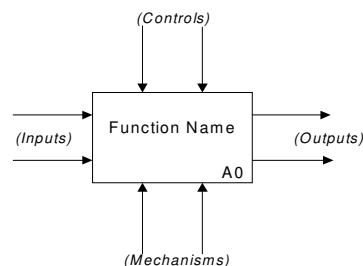 (Controls)
Function Name
(Inputs)
(Outputs)
A0
(Mechanisms)